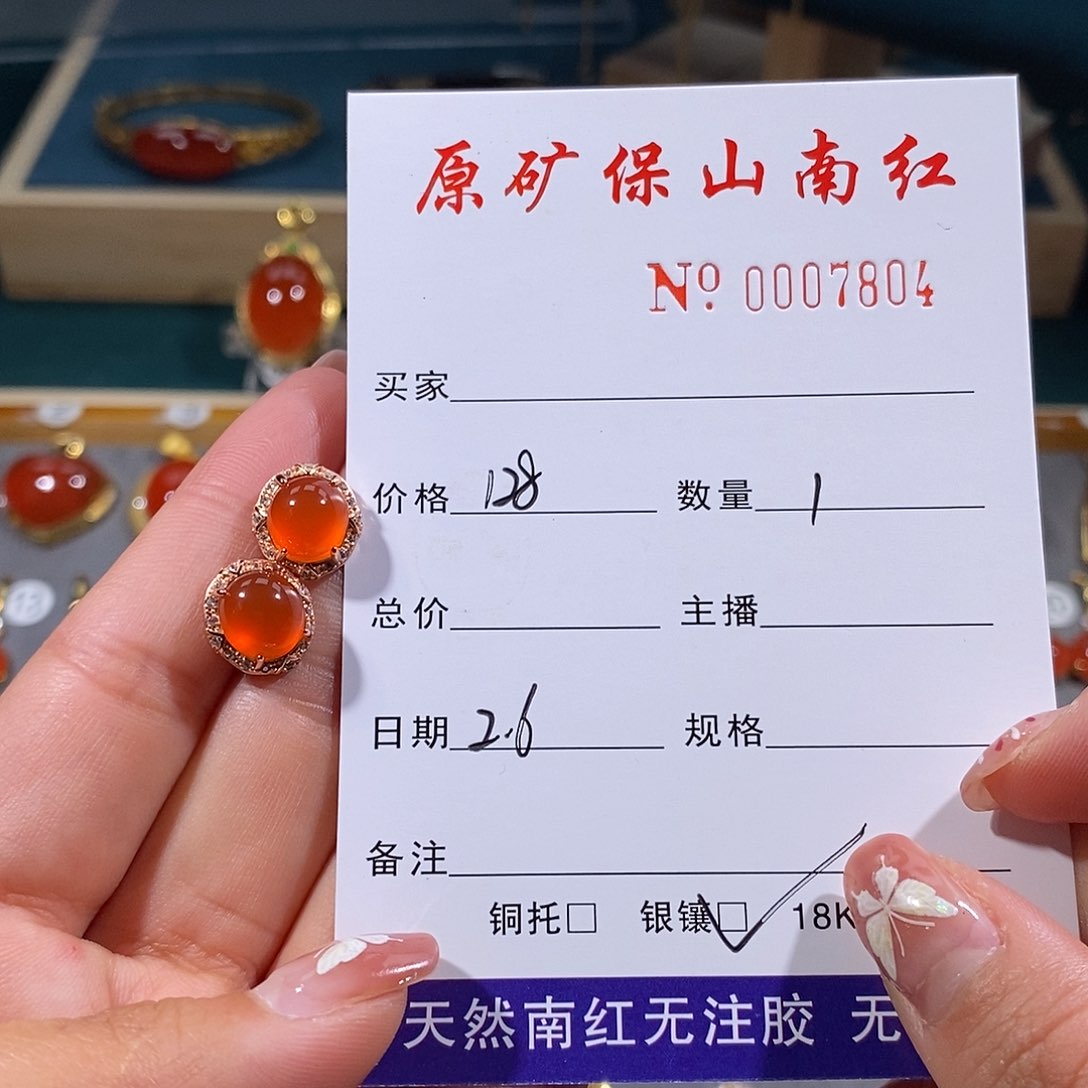 原矿保山南红
Nº 0007804
买家
价格 128 数量 1
总价 主播
日期 2.6 规格
备注
铜托□ 银镶□ 18K
天然南红无注胶 无